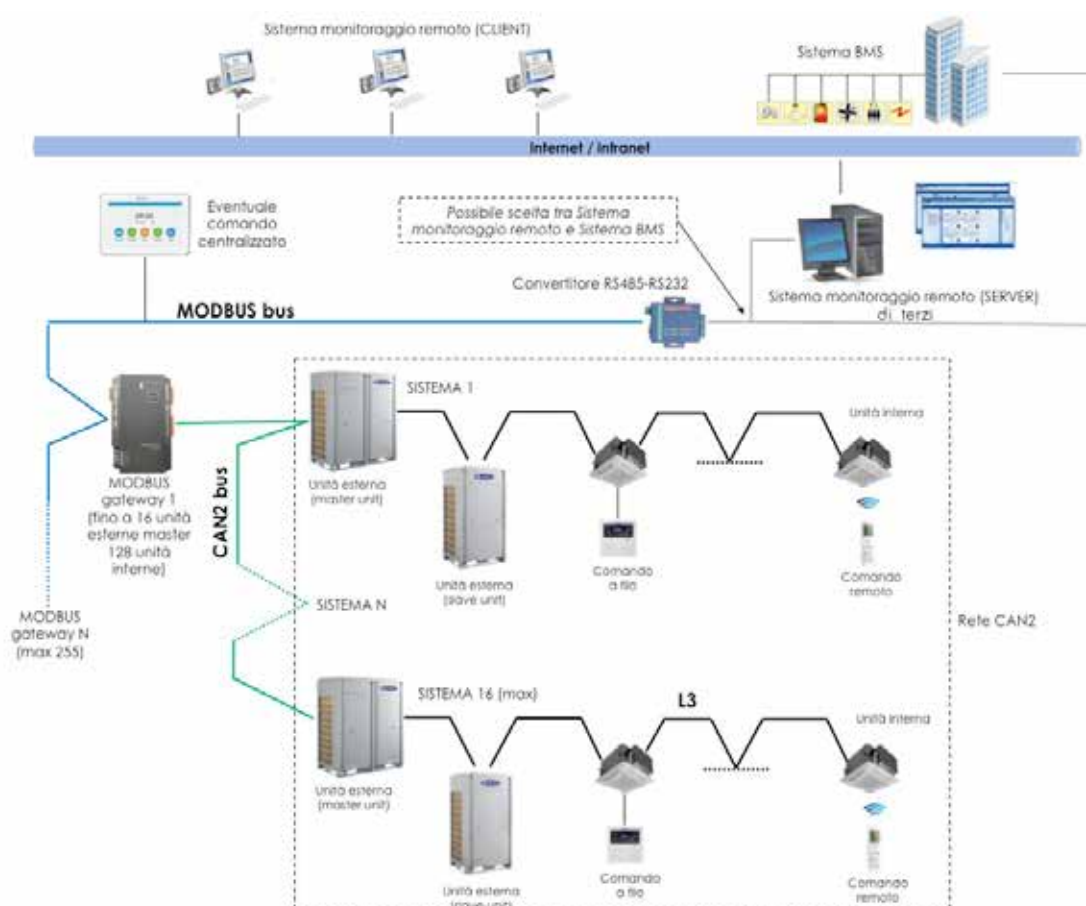 Sistema monitoraggio remoto (CLIENT)
Sistema BMS
Internet / intranet
Eventuale
comando
centralizzato
Possibile scelta tra Sistema
monitoraggio remoto e Sistema BMS
Convertitore RS485-RS232
Sistema monitoraggio remoto (SERVER)
di terzi
MODBUS bus
SISTEMA 1
Unità interna
MODBUS
gateway 1
(fino a 16 unità
esterne master
128 unità
interne)
CAN2 bus
Unità esterna
(master unit)
Unità esterna
(slave unit)
Comando
a filo
Comando
remoto
SISTEMA N
MODBUS
gateway N
(max 255)
Rete CAN2
SISTEMA 16 (max)
L3
Unità interna
Unità esterna
(master unit)
Unità esterna
(slave unit)
Comando
a filo
Comando
remoto